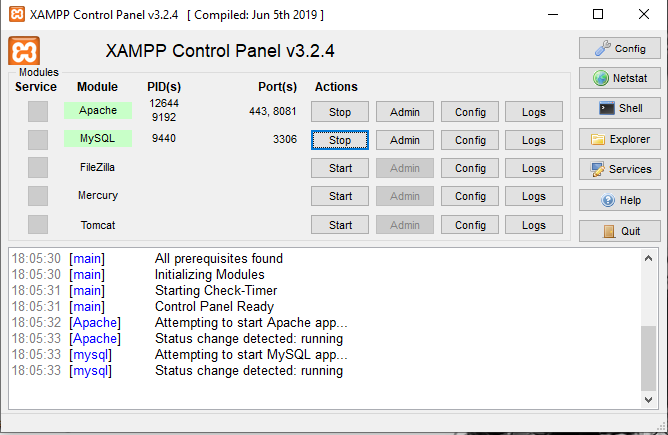 XAMPP Control Panel v3.2.4 [ Compiled: Jun 5th 2019 ]
XAMPP Control Panel v3.2.4
Config
Modules
Service Module PID(s) Port(s) Actions
Netstat
Apache 12644 9192 443, 8081 Stop Admin Config Logs
Shell
MySQL 9440 3306 Stop Admin Config Logs
Explorer
FileZilla Start Admin Config Logs
Services
Mercury Start Admin Config Logs
Help
Tomcat Start Admin Config Logs
Quit
18:05:30 [main] All prerequisites found
18:05:30 [main] Initializing Modules
18:05:31 [main] Starting Check-Timer
18:05:31 [main] Control Panel Ready
18:05:32 [Apache] Attempting to start Apache app...
18:05:33 [Apache] Status change detected: running
18:05:33 [mysql] Attempting to start MySQL app...
18:05:33 [mysql] Status change detected: running